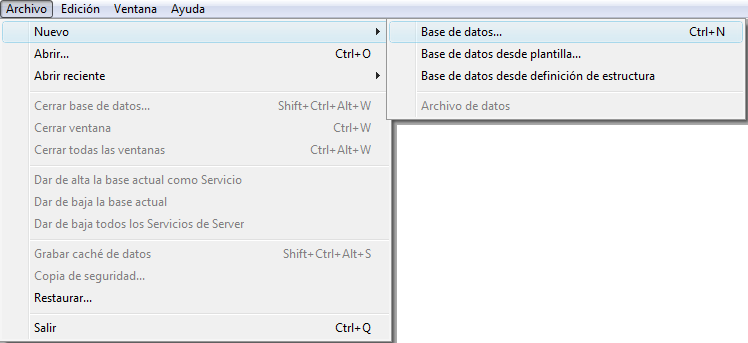 Archivo Edición Ventana Ayuda
Nuevo
Abrir... Ctrl+O
Abrir reciente
Cerrar base de datos... Shift+Ctrl+Alt+W
Cerrar ventana Ctrl+W
Cerrar todas las ventanas Ctrl+Alt+W
Dar de alta la base actual como Servicio
Dar de baja la base actual
Dar de baja todos los Servicios de Server
Grabar caché de datos Shift+Ctrl+Alt+S
Copia de seguridad...
Restaurar...
Salir Ctrl+Q
Base de datos... Ctrl+N
Base de datos desde plantilla...
Base de datos desde definición de estructura
Archivo de datos